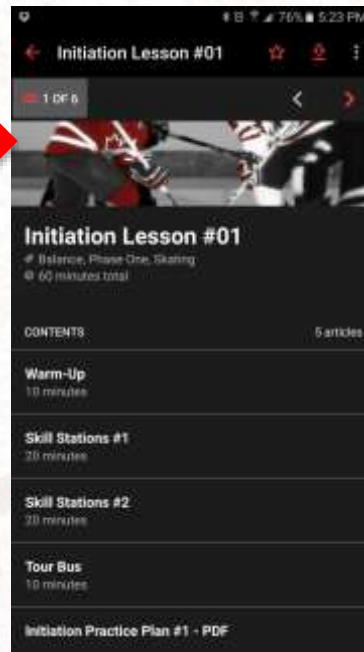 76% 5:23 PM
Initiation Lesson #01
1 OF 6
Initiation Lesson #01
# Balance, Phase One, Skating
60 minutes total
CONTENTS 5 articles
Warm-Up
10 minutes
Skill Stations #1
20 minutes
Skill Stations #2
20 minutes
Tour Bus
10 minutes
Initiation Practice Plan #1 - PDF